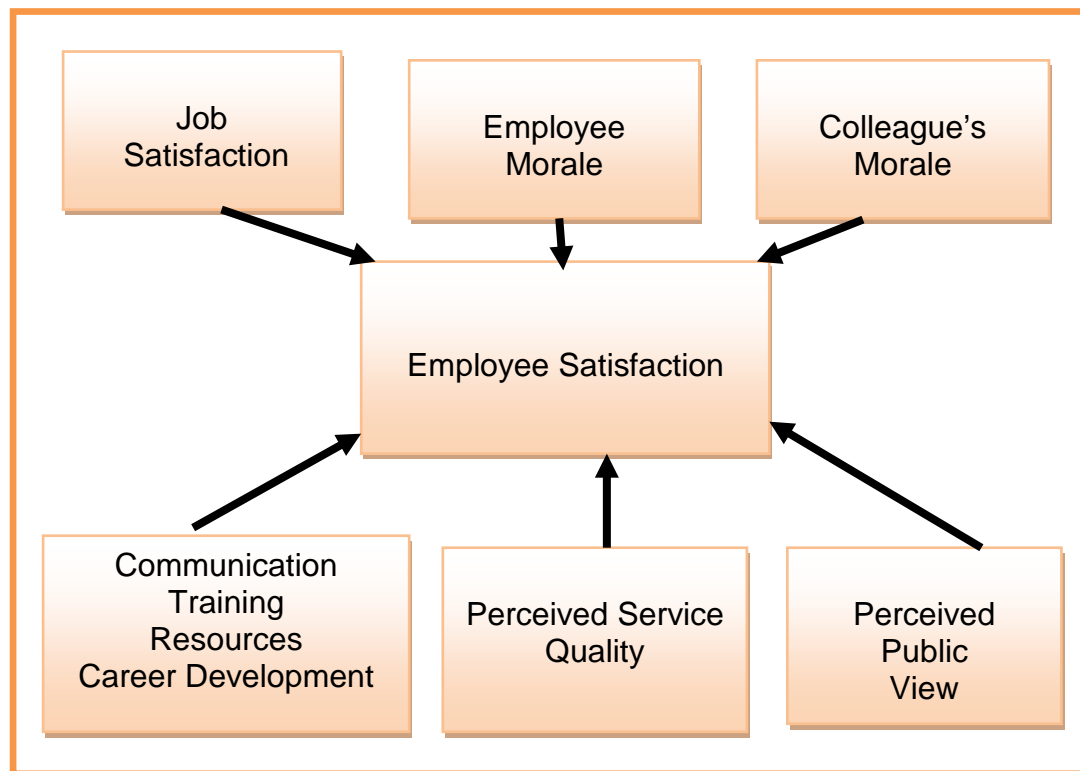 Job
Satisfaction
Employee
Morale
Colleague's
Morale
Employee Satisfaction
Communication
Training
Resources
Career Development
Perceived Service
Quality
Perceived
Public
View